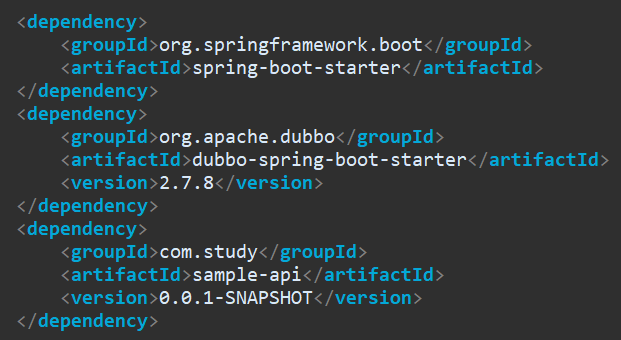 <dependency>
    <groupId>org.springframework.boot</groupId>
    <artifactId>spring-boot-starter</artifactId>
</dependency>
<dependency>
    <groupId>org.apache.dubbo</groupId>
    <artifactId>dubbo-spring-boot-starter</artifactId>
    <version>2.7.8</version>
</dependency>
<dependency>
    <groupId>com.study</groupId>
    <artifactId>sample-api</artifactId>
    <version>0.0.1-SNAPSHOT</version>
</dependency>